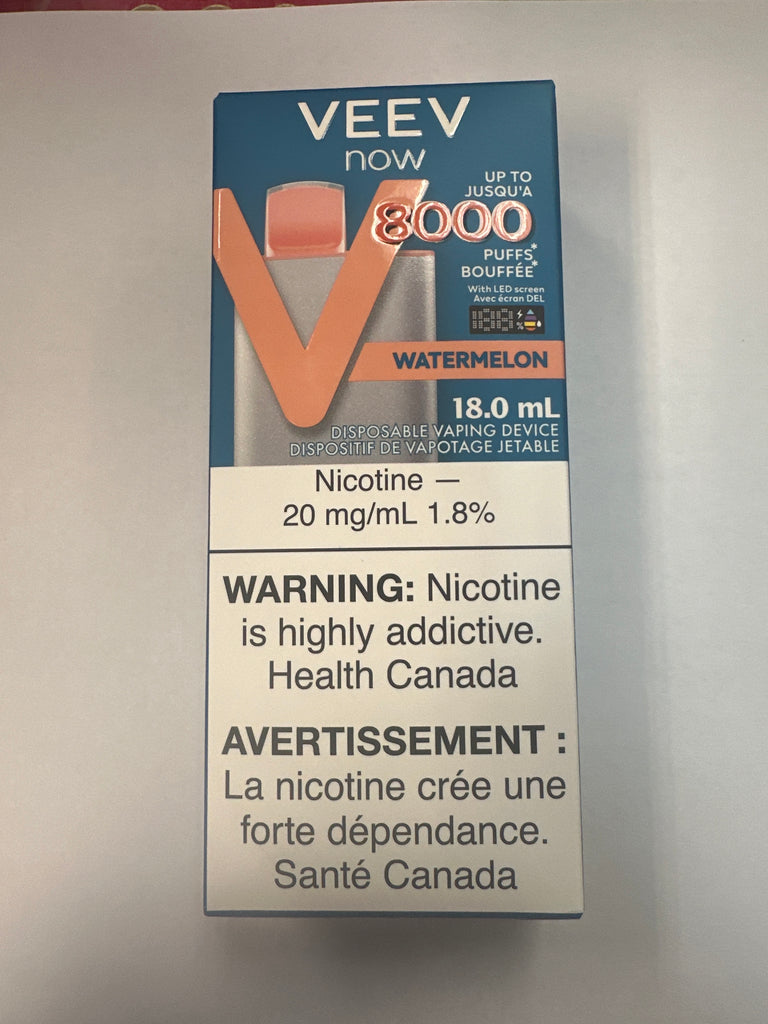 VEEV
now
UP TO
JUSQU'A
8000
PUFFS*
BOUFFÉE*
With LED screen
Avec écran DEL
188 %
WATERMELON
18.0 mL
DISPOSABLE VAPING DEVICE
DISPOSITIF DE VAPOTAGE JETABLE
Nicotine —
20 mg/mL 1.8%
WARNING: Nicotine
is highly addictive.
Health Canada
AVERTISSEMENT :
La nicotine crée une
forte dépendance.
Santé Canada